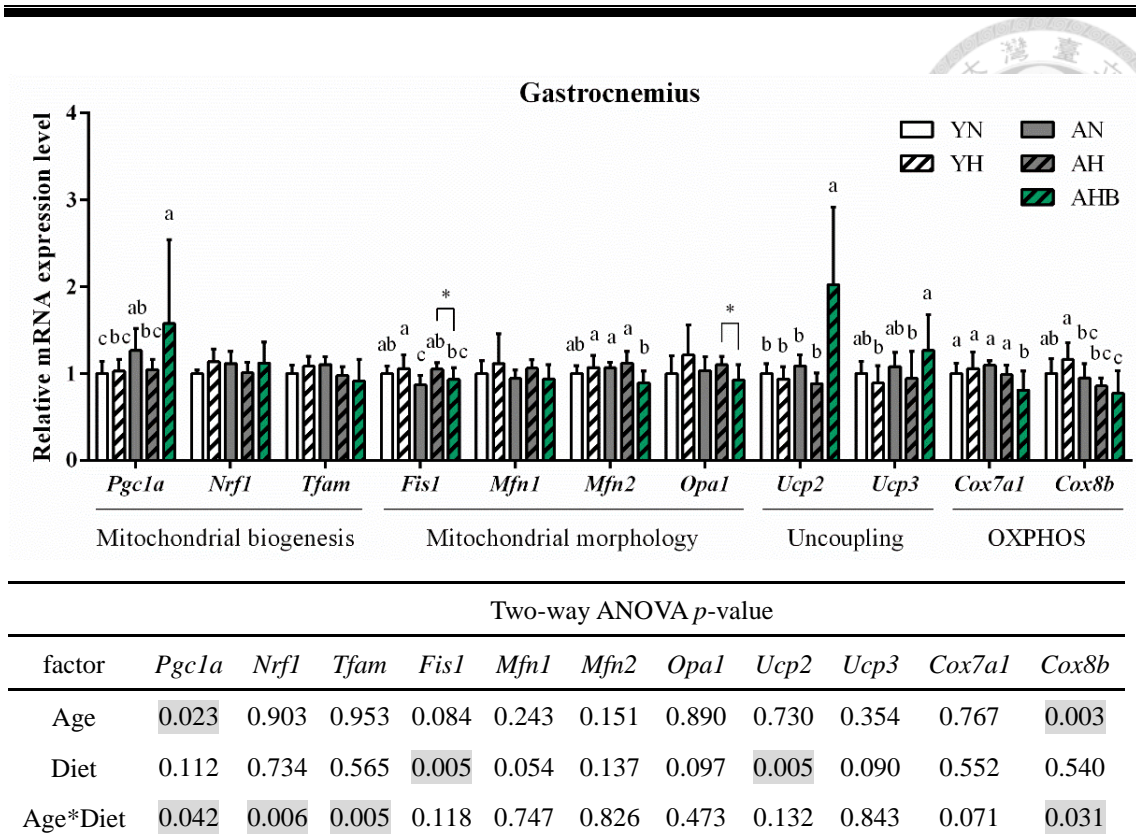 灣臺
Gastrocnemius
Relative mRNA expression level
4
3
2
1
0
YN
AN
YH
AH
AHB
c bc ab bc a
ab a c ab bc
*
ab a a a b
*
b b b b a
ab b ab b a
a a a a b
ab a bc bc c
Pgc1a Nrf1 Tfam Fis1 Mfn1 Mfn2 Opa1 Ucp2 Ucp3 Cox7a1 Cox8b
Mitochondrial biogenesis Mitochondrial morphology Uncoupling OXPHOS
Two-way ANOVA p-value
factor Pgc1a Nrf1 Tfam Fis1 Mfn1 Mfn2 Opa1 Ucp2 Ucp3 Cox7a1 Cox8b
Age 0.023 0.903 0.953 0.084 0.243 0.151 0.890 0.730 0.354 0.767 0.003
Diet 0.112 0.734 0.565 0.005 0.054 0.137 0.097 0.005 0.090 0.552 0.540
Age*Diet 0.042 0.006 0.005 0.118 0.747 0.826 0.473 0.132 0.843 0.071 0.031